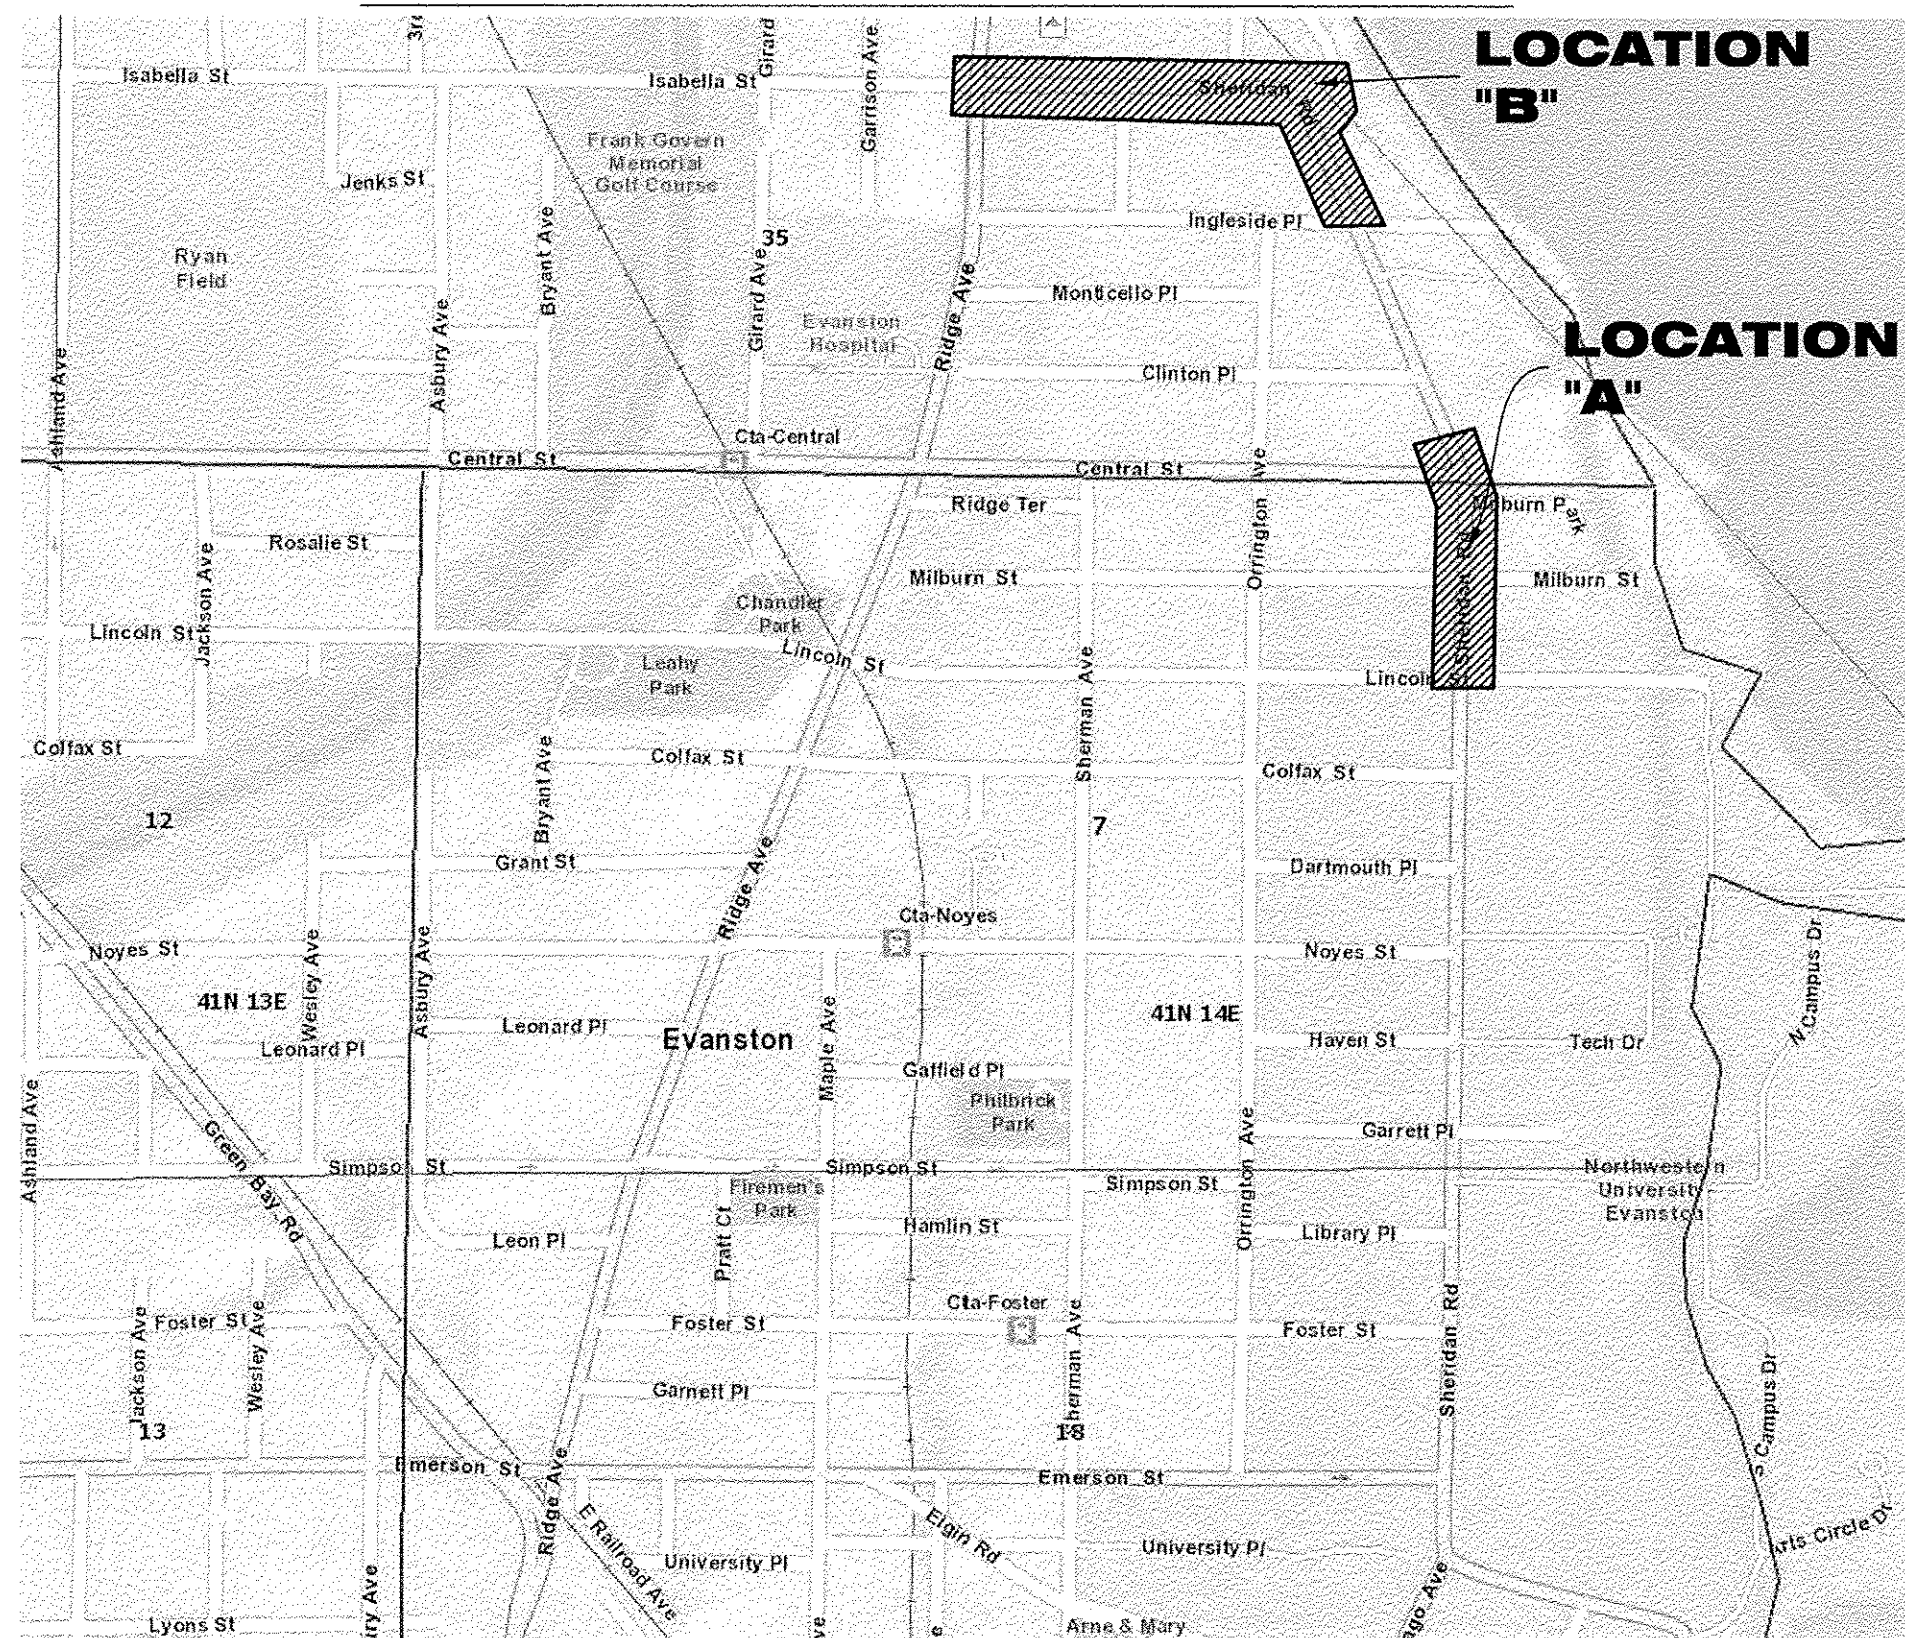 LOCATION
"B"
LOCATION
"A"
Isabella St
Isabella St
Girard
Garrison Ave
Sheridan
Rd
Frank Govern
Memorial
Golf Course
Jenks St
Ryan
Field
Bryant Ave
35
Girard Ave
Ridge Ave
Ingleside Pl
Monticello Pl
Evanston
Hospital
Clinton Pl
Asbury Ave
Ashland Ave
Cta-Central
Central St
Central St
Ridge Ter
Orrington Ave
Milburn Park
Rosalie St
Jackson Ave
Milburn St
Milburn St
Sheridan Rd
Chandler
Park
Lincoln St
Lincoln St
Leahy
Park
Lincoln St
Sherman Ave
Colfax St
Colfax St
Colfax St
Bryant Ave
12
7
Grant St
Ridge Ave
Dartmouth Pl
Cta-Noyes
Noyes St
Noyes St
Wesley Ave
Asbury Ave
N Campus Dr
41N 13E
41N 14E
Leonard Pl
Leonard Pl
Evanston
Maple Ave
Haven St
Tech Dr
Gaffield Pl
Philbrick
Park
Ashland Ave
Green Bay Rd
Orrington Ave
Garrett Pl
Simpson St
Simpson St
Simpson St
Northwestern
University
Evanston
Firemen's
Park
Pratt Ct
Hamlin St
Library Pl
Leon Pl
Cta-Foster
Foster St
Foster St
Foster St
Jackson Ave
Wesley Ave
Sherman Ave
Sheridan Rd
Garnett Pl
S Campus Dr
13
18
Emerson St
Emerson St
Ridge Ave
E Railroad Ave
Elgin Rd
University Pl
University Pl
Arts Circle Dr
Lyons St
Arne & Mary